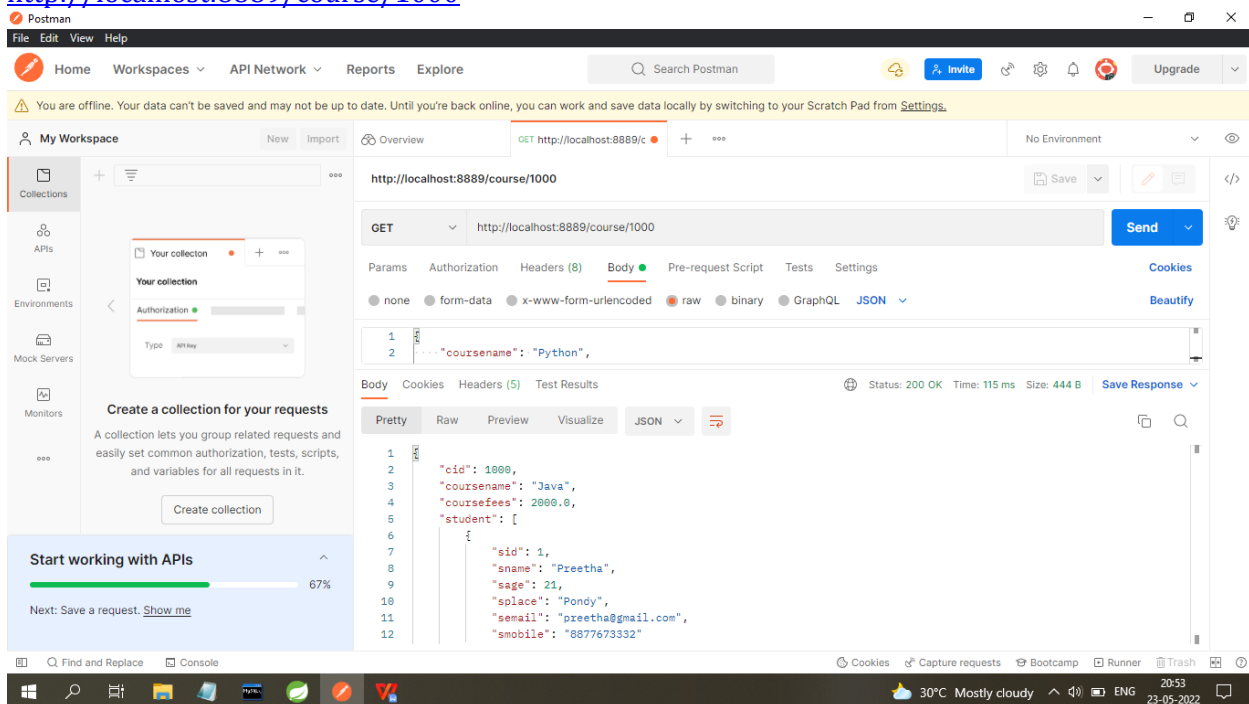 http://localhost:8889/course/1000
Postman
File Edit View Help
Home Workspaces API Network Reports Explore Search Postman Invite Upgrade
You are offline. Your data can't be saved and may not be up to date. Until you're back online, you can work and save data locally by switching to your Scratch Pad from Settings.
My Workspace New Import Overview GET http://localhost:8889/c No Environment
Collections
http://localhost:8889/course/1000 Save
APIs
GET http://localhost:8889/course/1000 Send
Your collecton
Your collection
Authorization
Type API Key
Params Authorization Headers (8) Body Pre-request Script Tests Settings Cookies
Environments
none form-data x-www-form-urlencoded raw binary GraphQL JSON Beautify
1 {
2 "coursename": "Python",
Mock Servers
Monitors
Body Cookies Headers (5) Test Results Status: 200 OK Time: 115 ms Size: 444 B Save Response
Create a collection for your requests
A collection lets you group related requests and
easily set common authorization, tests, scripts,
and variables for all requests in it.
Create collection
Pretty Raw Preview Visualize JSON
1 {
2 "cid": 1000,
3 "coursename": "Java",
4 "coursefees": 2000.0,
5 "student": [
6 {
7 "sid": 1,
8 "sname": "Preetha",
9 "sage": 21,
10 "splace": "Pondy",
11 "semail": "preetha@gmail.com",
12 "smobile": "8877673332"
Start working with APIs
67%
Next: Save a request. Show me
Find and Replace Console Cookies Capture requests Bootcamp Runner Trash
30°C Mostly cloudy ENG 20:53
23-05-2022